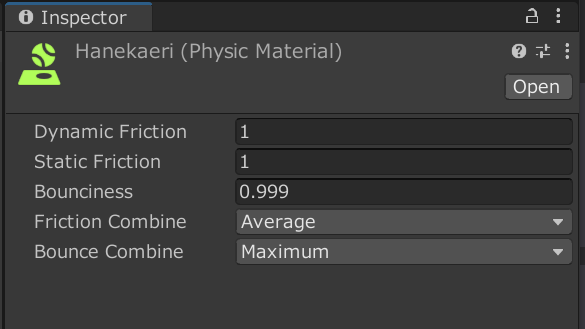 Inspector
Hanekaeri (Physic Material)
Open
Dynamic Friction 1
Static Friction 1
Bounciness 0.999
Friction Combine Average
Bounce Combine Maximum